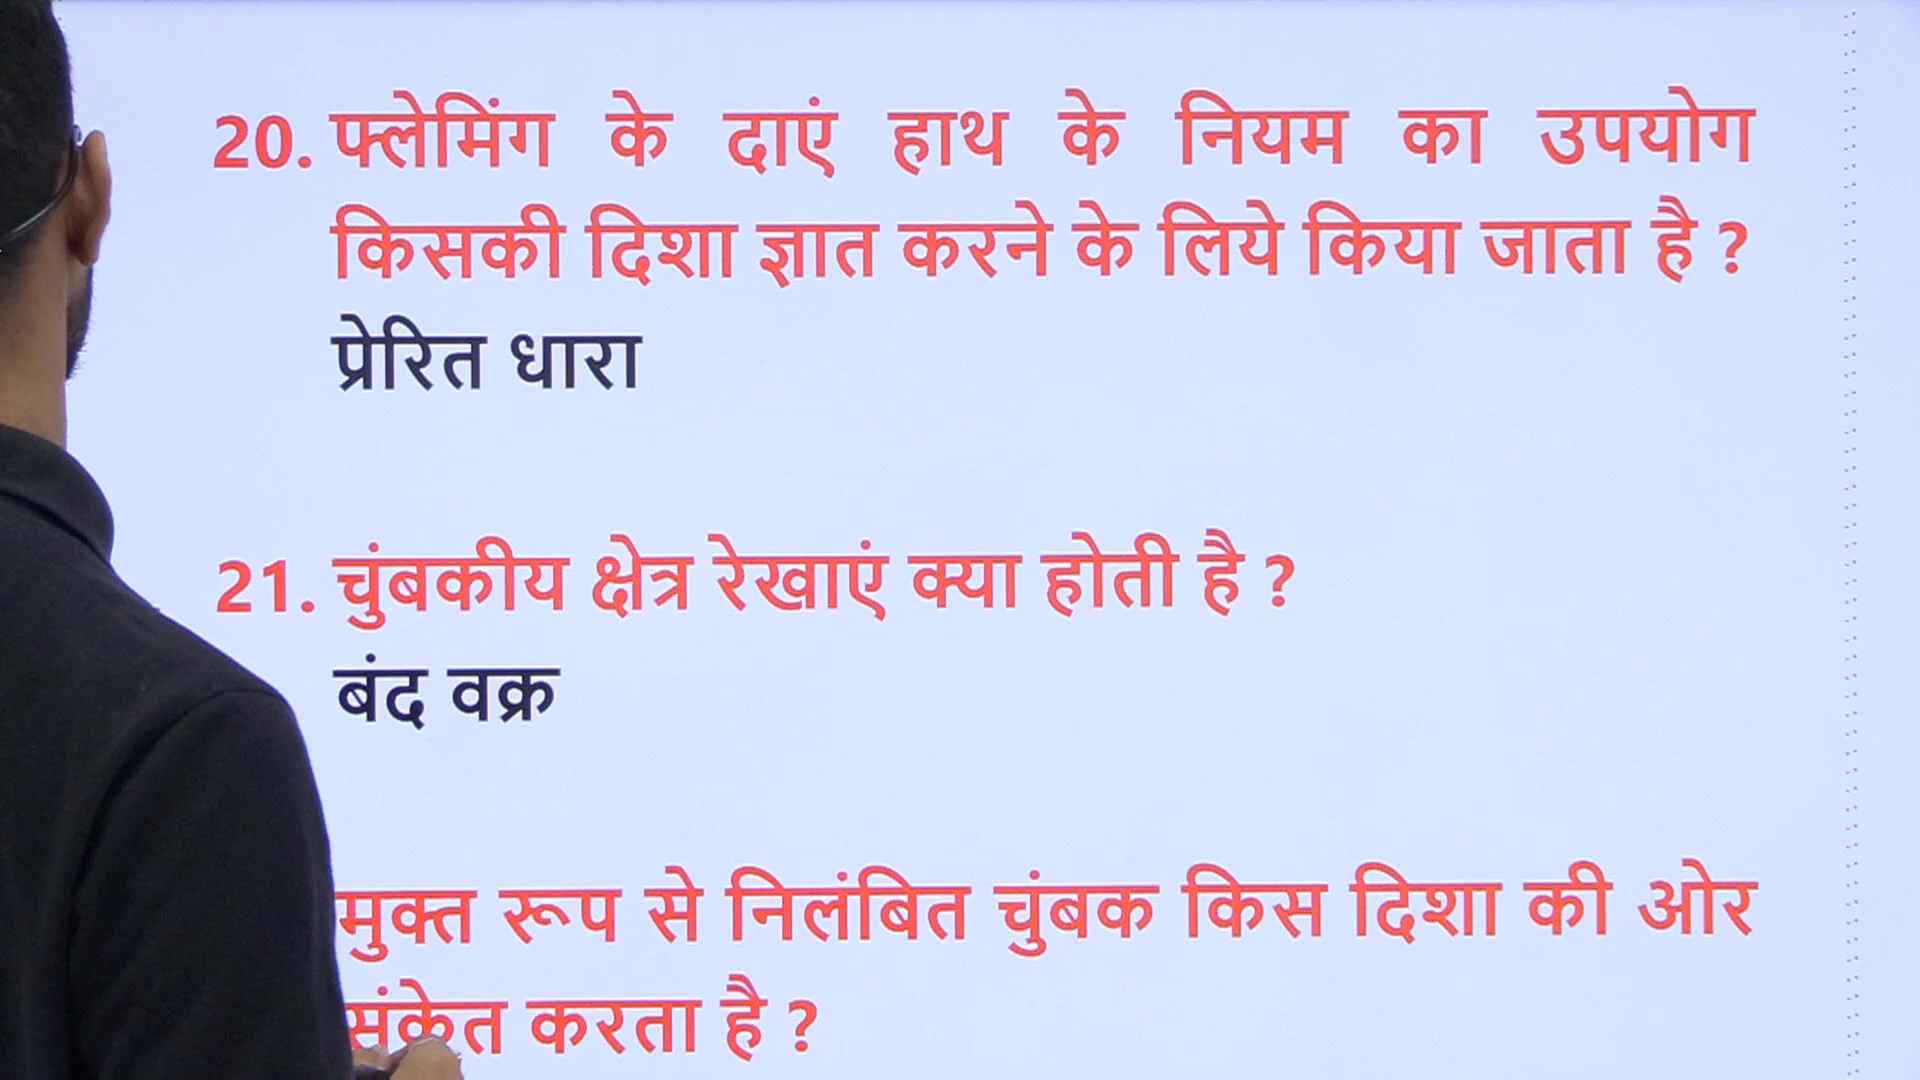 20. फ्लेमिंग के दाएं हाथ के नियम का उपयोग
किसकी दिशा ज्ञात करने के लिये किया जाता है ?
प्रेरित धारा
21. चुंबकीय क्षेत्र रेखाएं क्या होती है ?
बंद वक्र
मुक्त रूप से निलंबित चुंबक किस दिशा की ओर
संकेत करता है ?